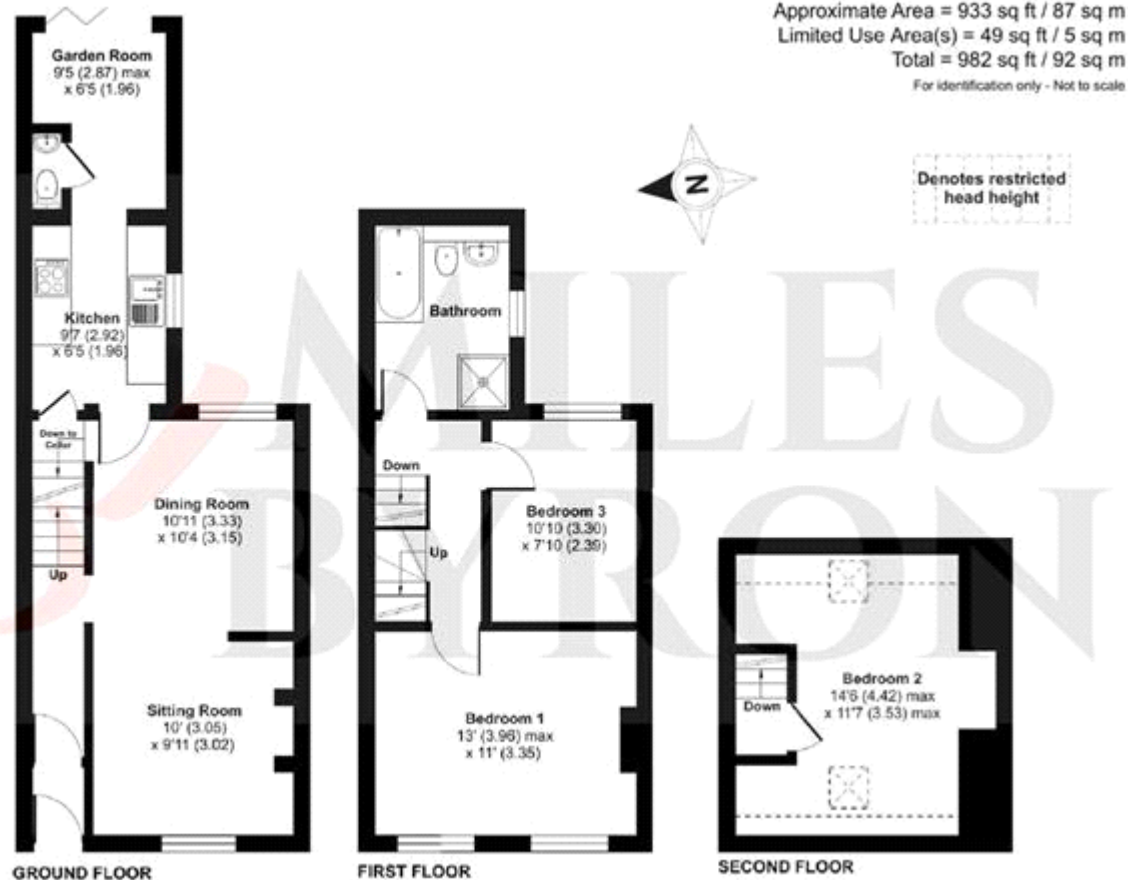 Approximate Area = 933 sq ft / 87 sq m
Limited Use Area(s) = 49 sq ft / 5 sq m
Total = 982 sq ft / 92 sq m
For identification only - Not to scale
N
Denotes restricted
head height
Garden Room
9'5 (2.87) max
x 6'5 (1.96)
Kitchen
9'7 (2.92)
x 6'5 (1.96)
Down to
Cellar
Up
Dining Room
10'11 (3.33)
x 10'4 (3.15)
Sitting Room
10' (3.05)
x 9'11 (3.02)
GROUND FLOOR
Bathroom
Down
Up
Bedroom 3
10'10 (3.30)
x 7'10 (2.39)
Bedroom 1
13' (3.96) max
x 11' (3.35)
FIRST FLOOR
Bedroom 2
14'6 (4.42) max
x 11'7 (3.53) max
Down
SECOND FLOOR
MILES
BYRON